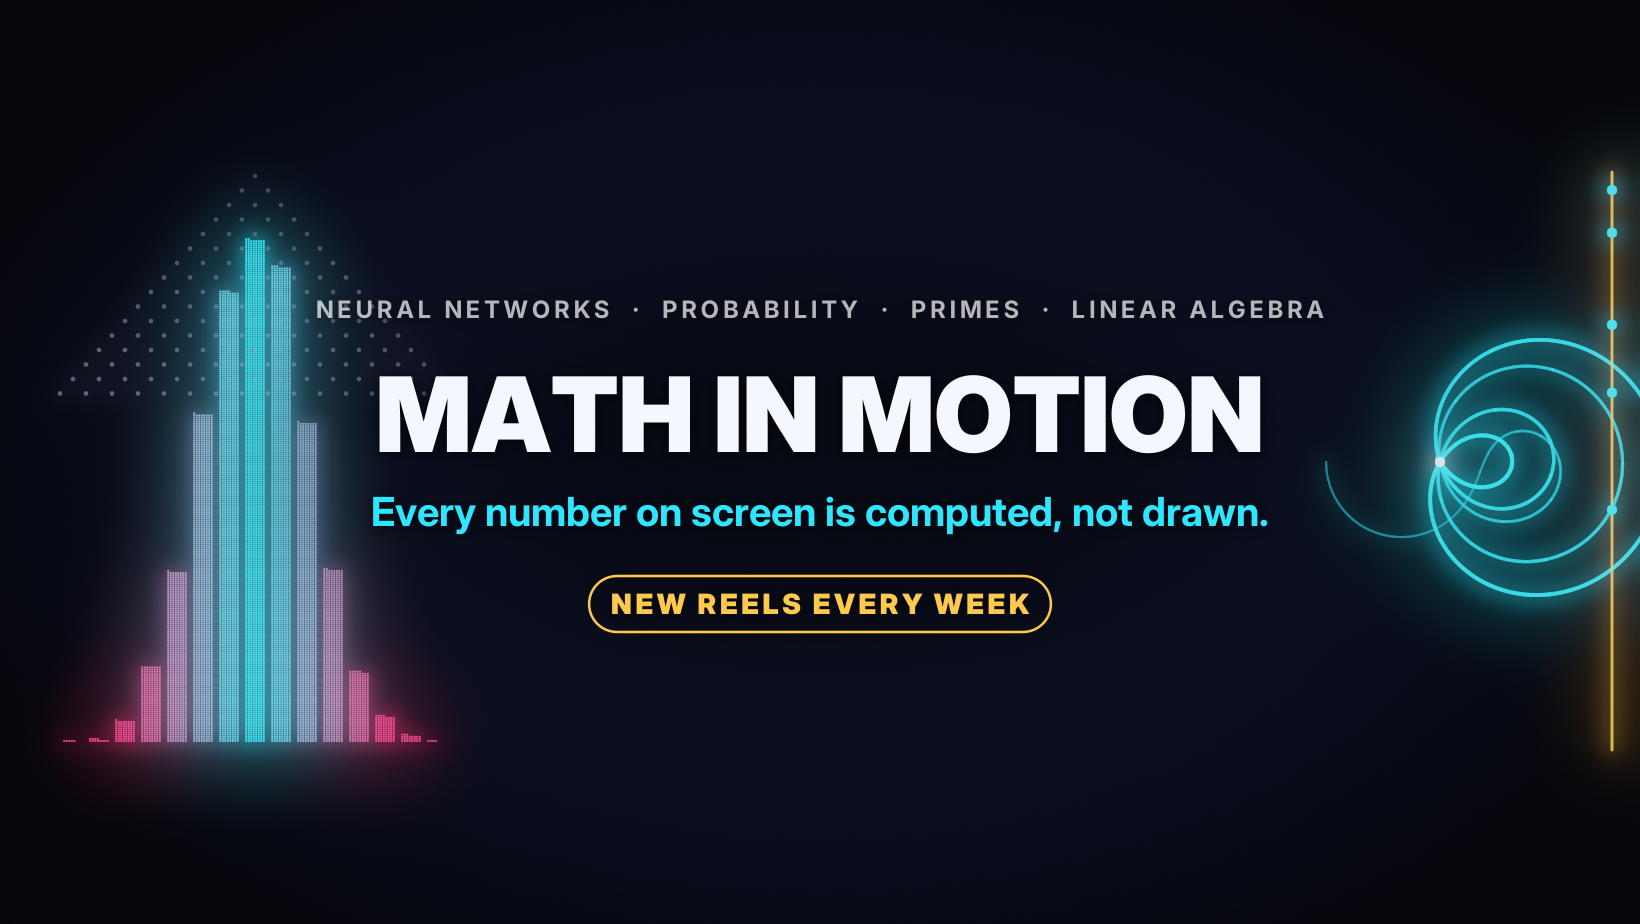 NEURAL NETWORKS · PROBABILITY · PRIMES · LINEAR ALGEBRA
MATH IN MOTION
Every number on screen is computed, not drawn.
NEW REELS EVERY WEEK